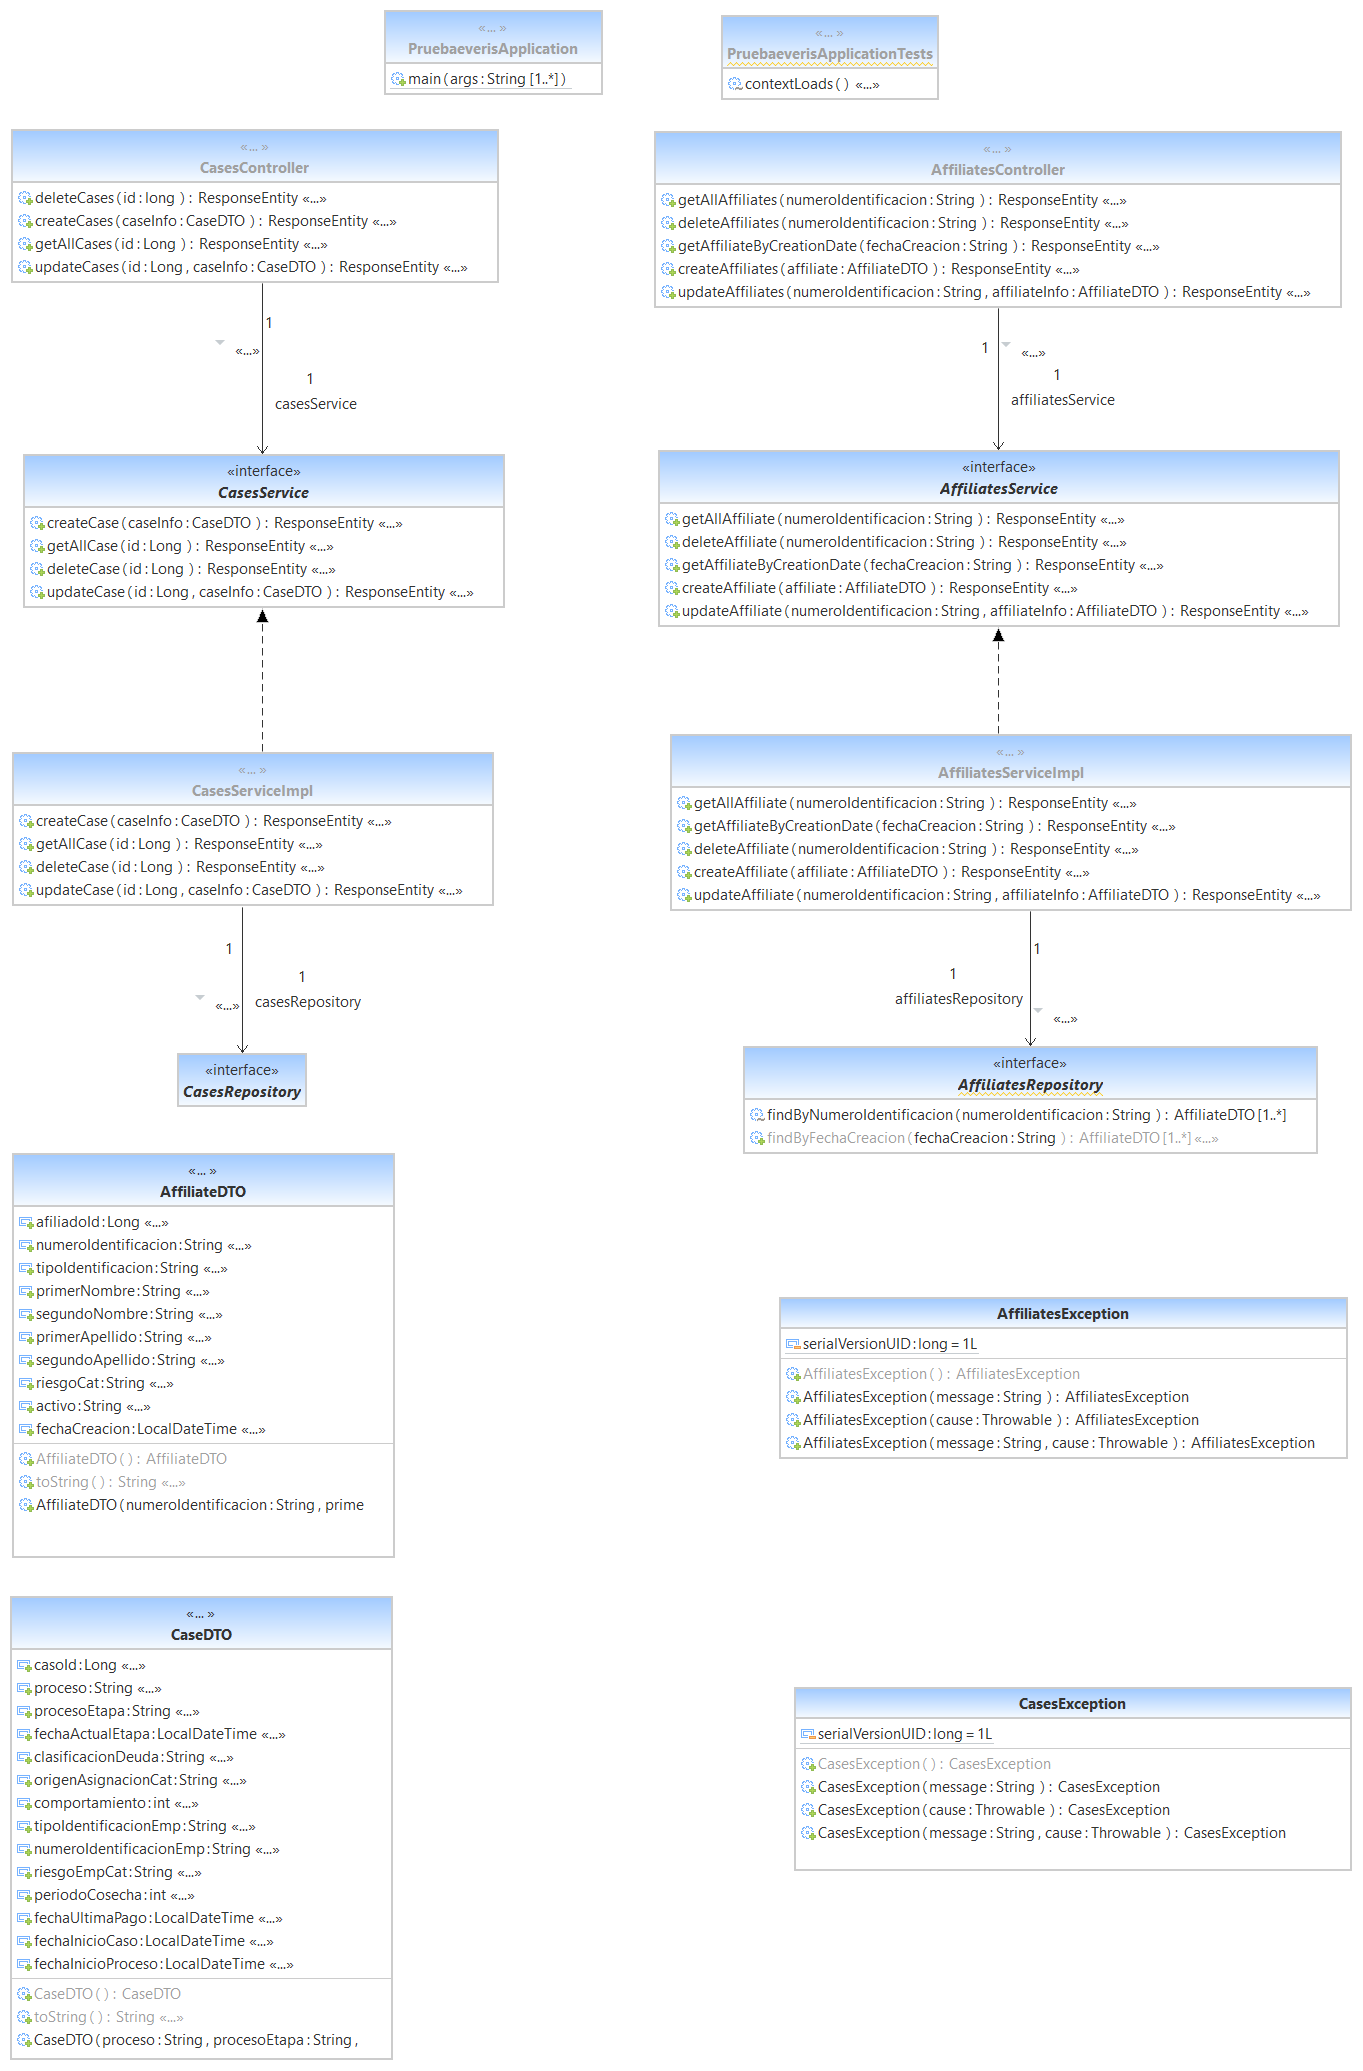 «... »
PruebaeverisApplication
main(args:String [1..*])
«... »
PruebaeverisApplicationTests
contextLoads() «...»
«... »
CasesController
deleteCases(id:long): ResponseEntity «...»
createCases(caseInfo:CaseDTO): ResponseEntity «...»
getAllCases(id:Long): ResponseEntity «...»
updateCases(id:Long, caseInfo:CaseDTO): ResponseEntity «...»
«... »
AffiliatesController
getAllAffiliates(numeroIdentificacion:String): ResponseEntity «...»
deleteAffiliates(numeroIdentificacion:String): ResponseEntity «...»
getAffiliateByCreationDate(fechaCreacion:String): ResponseEntity «...»
createAffiliates(affiliate:AffiliateDTO): ResponseEntity «...»
updateAffiliates(numeroIdentificacion:String, affiliateInfo:AffiliateDTO): ResponseEntity «...»
1
«...»
1
casesService
1
«...»
1
affiliatesService
«interface»
CasesService
createCase(caseInfo:CaseDTO): ResponseEntity «...»
getAllCase(id:Long): ResponseEntity «...»
deleteCase(id:Long): ResponseEntity «...»
updateCase(id:Long, caseInfo:CaseDTO): ResponseEntity «...»
«interface»
AffiliatesService
getAllAffiliate(numeroIdentificacion:String): ResponseEntity «...»
deleteAffiliate(numeroIdentificacion:String): ResponseEntity «...»
getAffiliateByCreationDate(fechaCreacion:String): ResponseEntity «...»
createAffiliate(affiliate:AffiliateDTO): ResponseEntity «...»
updateAffiliate(numeroIdentificacion:String, affiliateInfo:AffiliateDTO): ResponseEntity «...»
«... »
CasesServiceImpl
createCase(caseInfo:CaseDTO): ResponseEntity «...»
getAllCase(id:Long): ResponseEntity «...»
deleteCase(id:Long): ResponseEntity «...»
updateCase(id:Long, caseInfo:CaseDTO): ResponseEntity «...»
«... »
AffiliatesServiceImpl
getAllAffiliate(numeroIdentificacion:String): ResponseEntity «...»
getAffiliateByCreationDate(fechaCreacion:String): ResponseEntity «...»
deleteAffiliate(numeroIdentificacion:String): ResponseEntity «...»
createAffiliate(affiliate:AffiliateDTO): ResponseEntity «...»
updateAffiliate(numeroIdentificacion:String, affiliateInfo:AffiliateDTO): ResponseEntity «...»
1
1
«...»
casesRepository
1
1
affiliatesRepository
«...»
«interface»
CasesRepository
«interface»
AffiliatesRepository
findByNumeroIdentificacion(numeroIdentificacion:String): AffiliateDTO[1..*]
findByFechaCreacion(fechaCreacion:String): AffiliateDTO[1..*] «...»
«... »
AffiliateDTO
afiliadoId:Long «...»
numeroIdentificacion:String «...»
tipoIdentificacion:String «...»
primerNombre:String «...»
segundoNombre:String «...»
primerApellido:String «...»
segundoApellido:String «...»
riesgoCat:String «...»
activo:String «...»
fechaCreacion:LocalDateTime «...»
AffiliateDTO(): AffiliateDTO
toString(): String «...»
AffiliateDTO(numeroIdentificacion:String, prime
AffiliatesException
serialVersionUID:long = 1L
AffiliatesException(): AffiliatesException
AffiliatesException(message:String): AffiliatesException
AffiliatesException(cause:Throwable): AffiliatesException
AffiliatesException(message:String, cause:Throwable): AffiliatesException
«... »
CaseDTO
casoId:Long «...»
proceso:String «...»
procesoEtapa:String «...»
fechaActualEtapa:LocalDateTime «...»
clasificacionDeuda:String «...»
origenAsignacionCat:String «...»
comportamiento:int «...»
tipoIdentificacionEmp:String «...»
numeroIdentificacionEmp:String «...»
riesgoEmpCat:String «...»
periodoCosecha:int «...»
fechaUltimaPago:LocalDateTime «...»
fechaInicioCaso:LocalDateTime «...»
fechaInicioProceso:LocalDateTime «...»
CaseDTO(): CaseDTO
toString(): String «...»
CaseDTO(proceso:String, procesoEtapa:String,
CasesException
serialVersionUID:long = 1L
CasesException(): CasesException
CasesException(message:String): CasesException
CasesException(cause:Throwable): CasesException
CasesException(message:String, cause:Throwable): CasesException